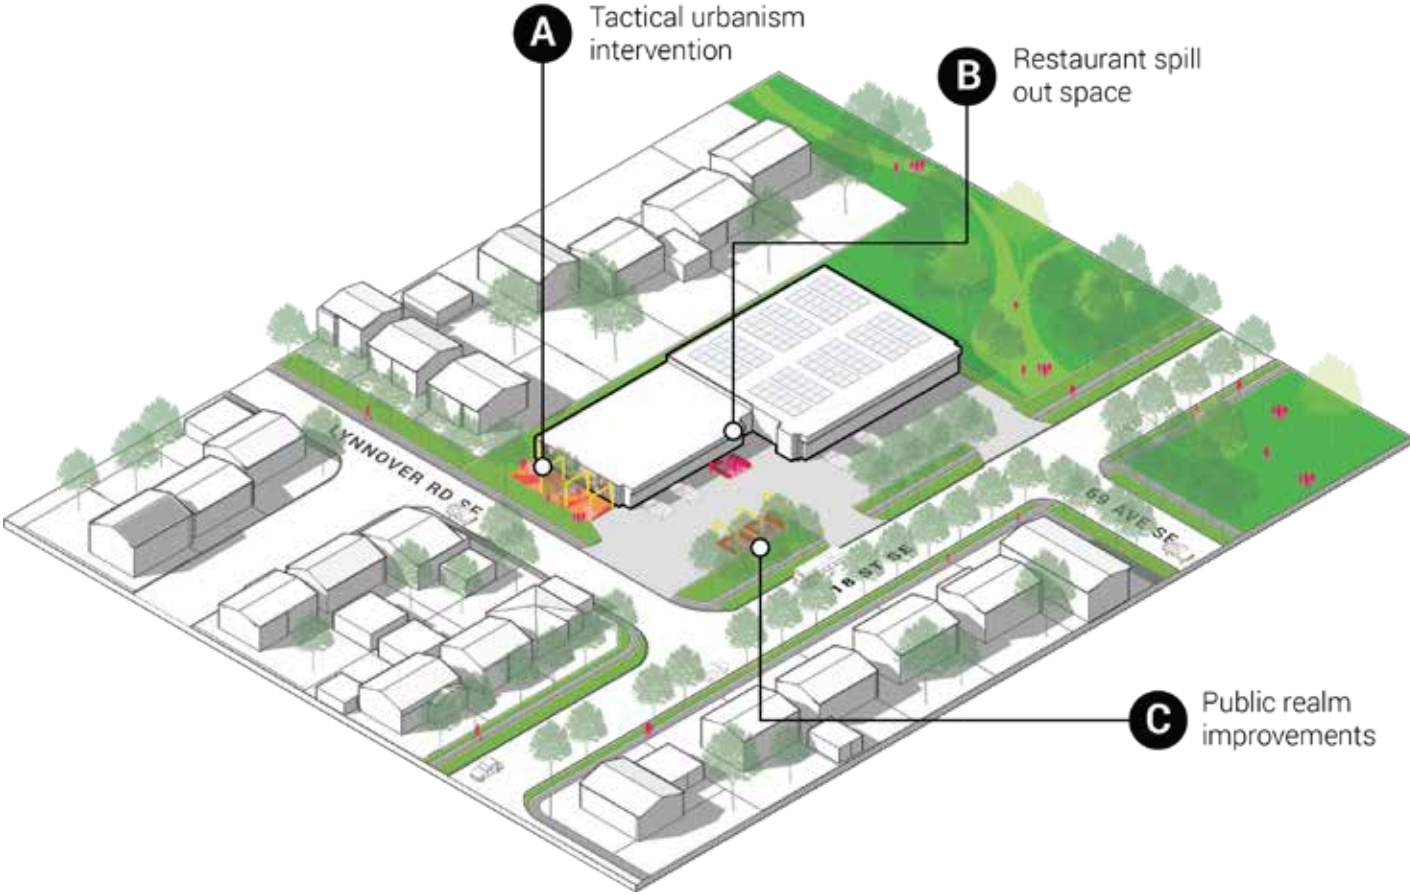 A
Tactical urbanism
intervention
B
Restaurant spill
out space
LYNNOVER RD SE
69 AVE SE
18 ST SE
C
Public realm
improvements